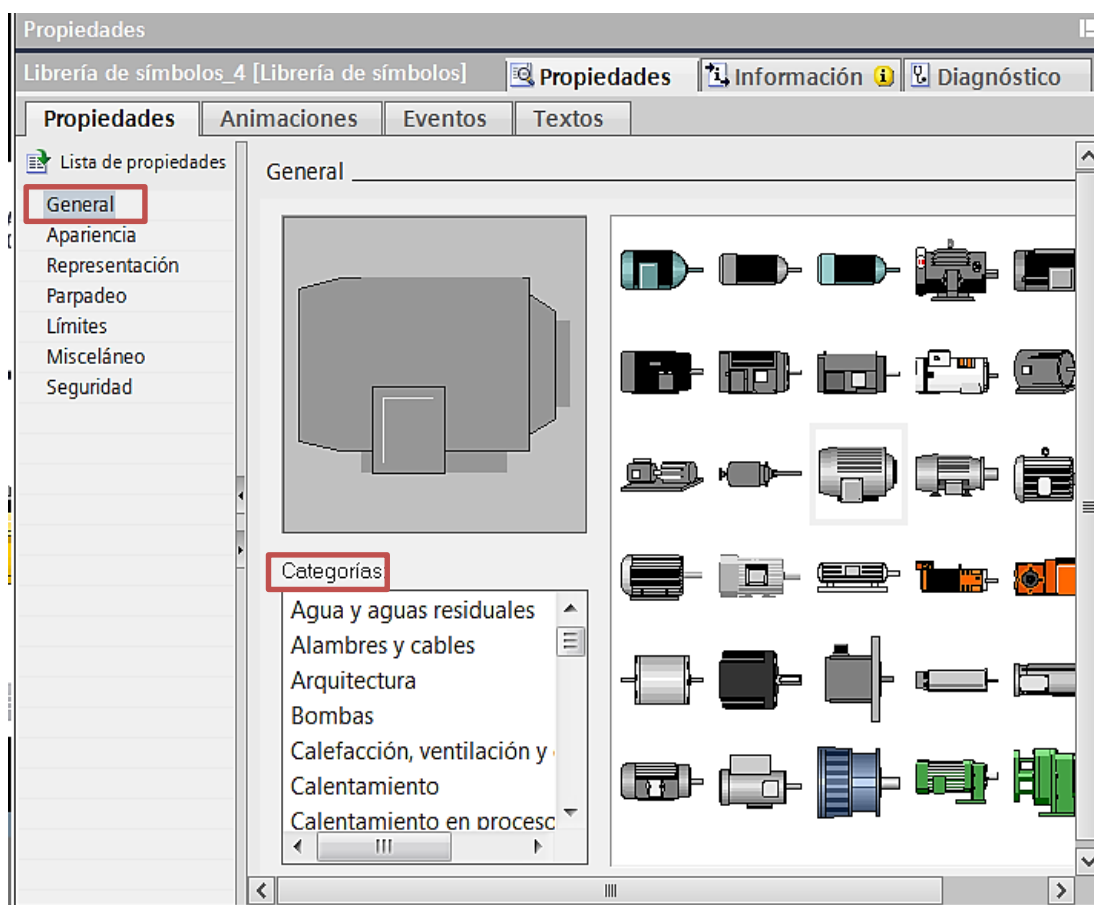 Propiedades
Librería de símbolos_4 [Librería de símbolos] Propiedades Información Diagnóstico
Propiedades Animaciones Eventos Textos
Lista de propiedades
General
Apariencia
Representación
Parpadeo
Límites
Misceláneo
Seguridad
General
Categorías
Agua y aguas residuales
Alambres y cables
Arquitectura
Bombas
Calefacción, ventilación y
Calentamiento
Calentamiento en proceso